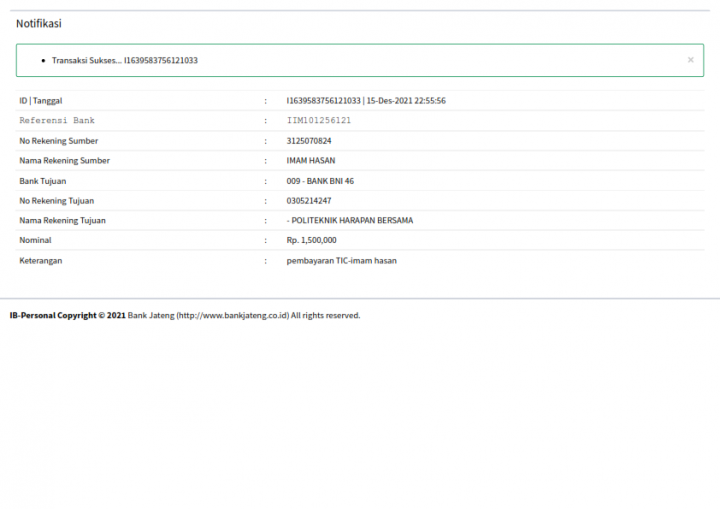 Notifikasi
• Transaksi Sukses... I1639583756121033 ×
ID | Tanggal : I1639583756121033 | 15-Des-2021 22:55:56
Referensi Bank : IIM101256121
No Rekening Sumber : 3125070824
Nama Rekening Sumber : IMAM HASAN
Bank Tujuan : 009 - BANK BNI 46
No Rekening Tujuan : 0305214247
Nama Rekening Tujuan : - POLITEKNIK HARAPAN BERSAMA
Nominal : Rp. 1,500,000
Keterangan : pembayaran TIC-imam hasan
IB-Personal Copyright © 2021 Bank Jateng (http://www.bankjateng.co.id) All rights reserved.